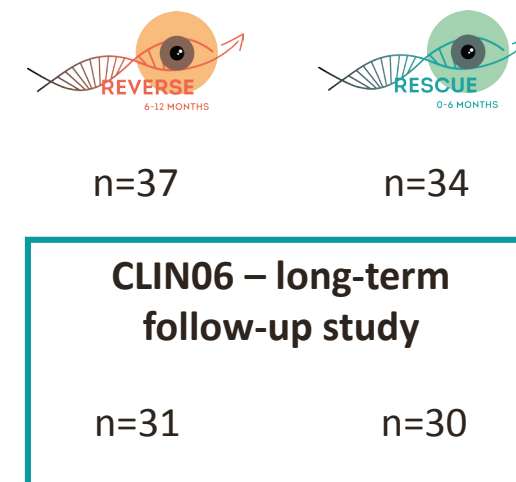 REVERSE
6-12 MONTHS
RESCUE
0-6 MONTHS
n=37
n=34
CLIN06 – long-term
follow-up study
n=31
n=30